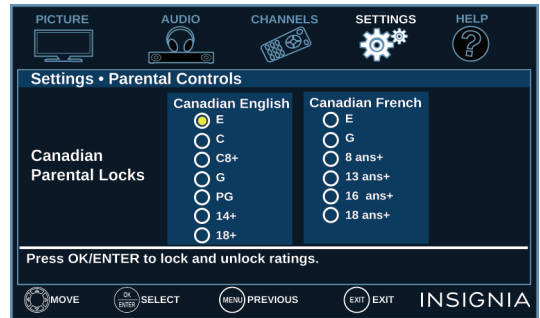 PICTURE AUDIO CHANNELS SETTINGS HELP
?
Settings • Parental Controls
Canadian
Parental Locks
Canadian English
E
C
C8+
G
PG
14+
18+
Canadian French
E
G
8 ans+
13 ans+
16 ans+
18 ans+
Press OK/ENTER to lock and unlock ratings.
MOVE OK ENTER SELECT MENU PREVIOUS EXIT EXIT INSIGNIA